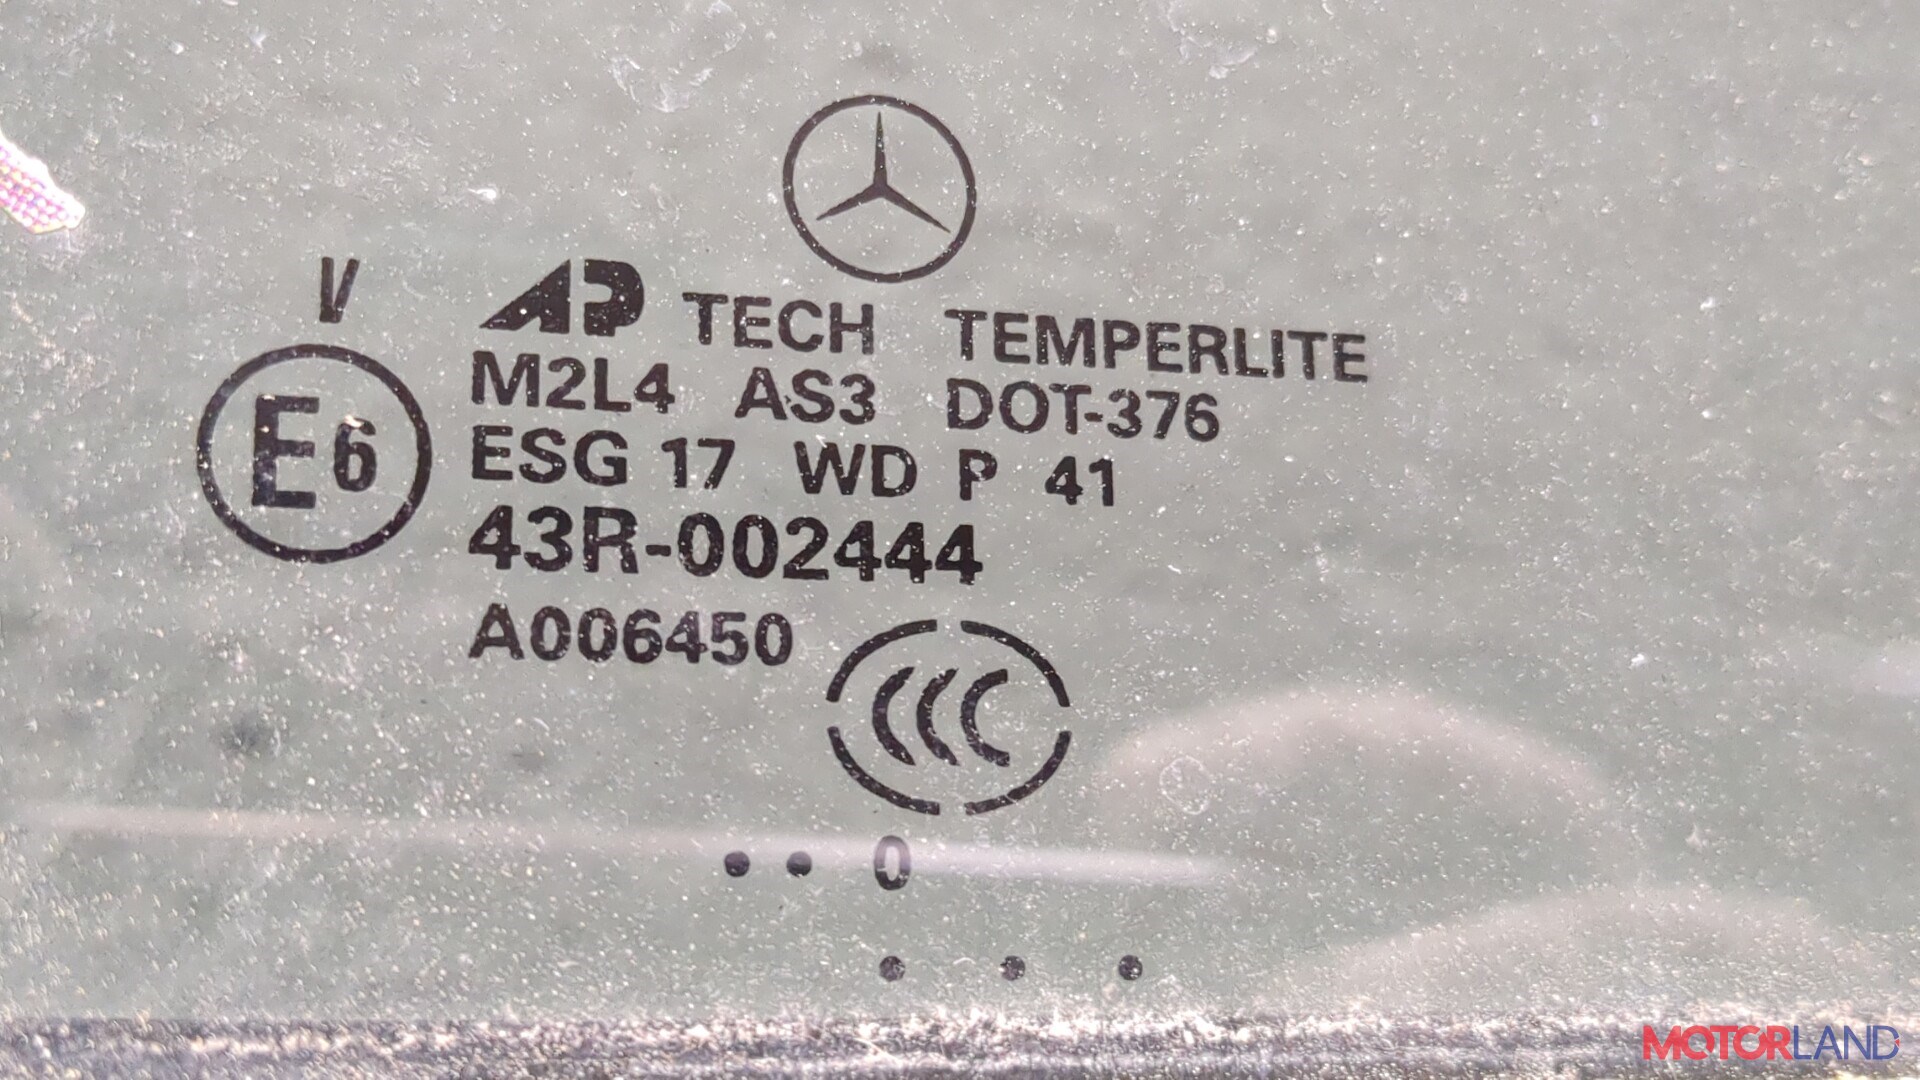 V
AP TECH TEMPERLITE
M2L4 AS3 DOT-376
E6
ESG 17 WD P 41
43R-002444
A006450
CCC
• • 0
• • •
MOTORLAND